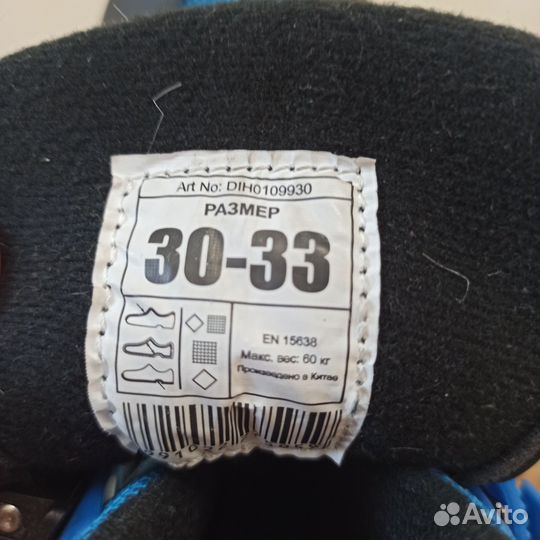 Art No: DIH0109930
РАЗМЕР
30-33
EN 15638
Макс. вес: 60 кг
Произведено в Китае
Avito